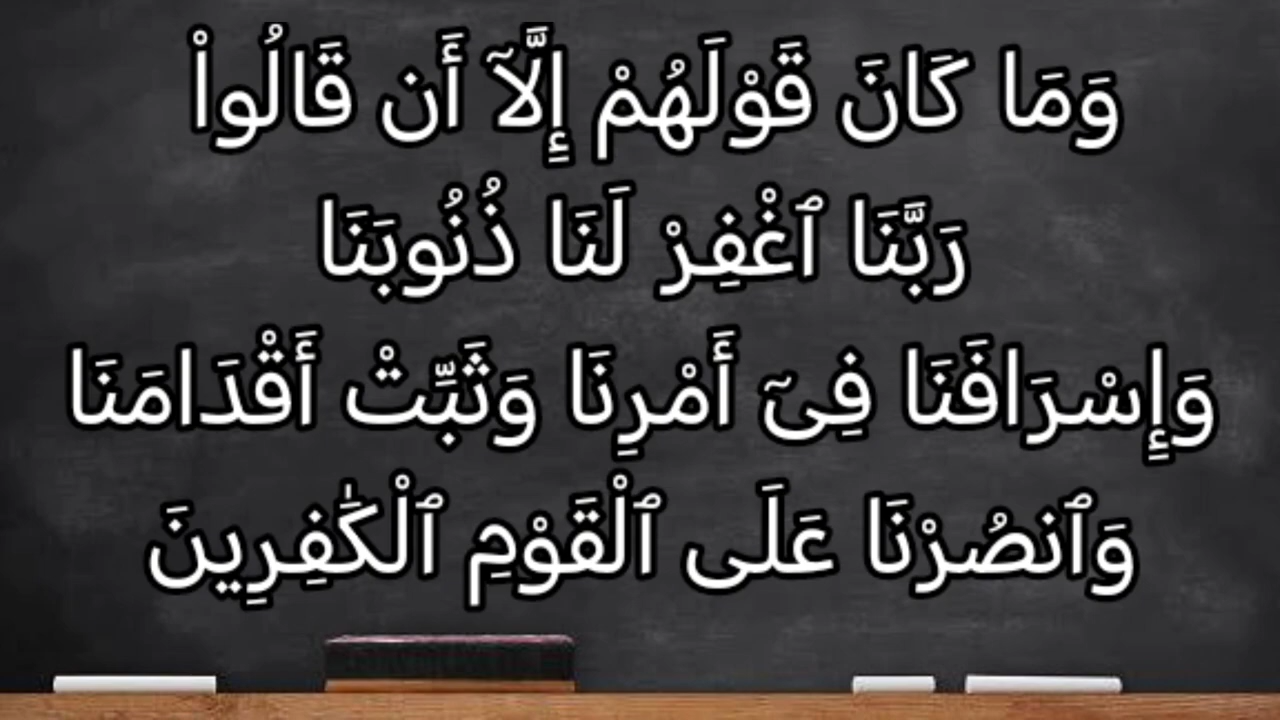 وَمَا كَانَ قَوْلَهُمْ إِلَّآ أَن قَالُوا۟
رَبَّنَا ٱغْفِرْ لَنَا ذُنُوبَنَا
وَإِسْرَافَنَا فِىٓ أَمْرِنَا وَثَبِّتْ أَقْدَامَنَا
وَٱنصُرْنَا عَلَى ٱلْقَوْمِ ٱلْكَٰفِرِينَ